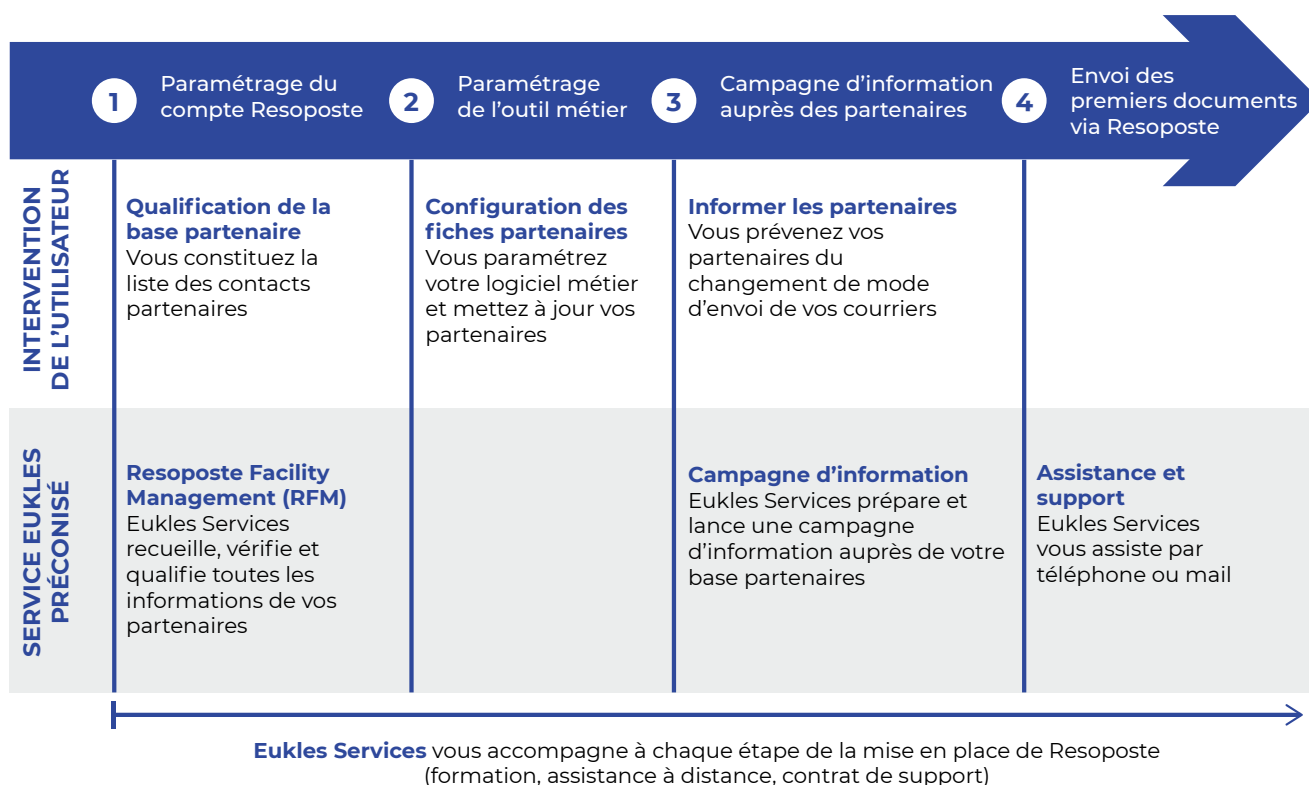 1
Paramétrage du
compte Resoposte
2
Paramétrage
de l’outil métier
3
Campagne d’information
auprès des partenaires
4
Envoi des
premiers documents
via Resoposte
INTERVENTION
DE L’UTILISATEUR
Qualification de la
base partenaire
Vous constituez la
liste des contacts
partenaires
Configuration des
fiches partenaires
Vous paramétrez
votre logiciel métier
et mettez à jour vos
partenaires
Informer les partenaires
Vous prévenez vos
partenaires du
changement de mode
d’envoi de vos courriers
SERVICE EUKLES
PRÉCONISÉ
Resoposte Facility
Management (RFM)
Eukles Services
recueille, vérifie et
qualifie toutes les
informations de vos
partenaires
Campagne d’information
Eukles Services prépare et
lance une campagne
d’information auprès de votre
base partenaires
Assistance et
support
Eukles Services
vous assiste par
téléphone ou mail
Eukles Services vous accompagne à chaque étape de la mise en place de Resoposte
(formation, assistance à distance, contrat de support)